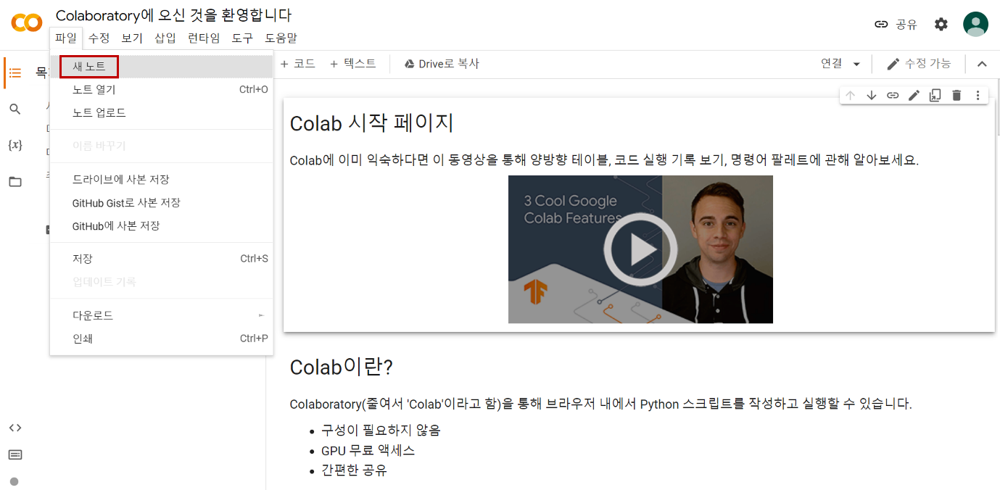 Colaboratory에 오신 것을 환영합니다
파일 수정 보기 삽입 런타임 도구 도움말
공유
+ 코드 + 텍스트 Drive로 복사
연결 수정 가능
새 노트
노트 열기 Ctrl+O
노트 업로드
이름 바꾸기
드라이브에 사본 저장
GitHub Gist로 사본 저장
GitHub에 사본 저장
저장 Ctrl+S
업데이트 기록
다운로드
인쇄 Ctrl+P
{x}
Colab 시작 페이지
Colab에 이미 익숙하다면 이 동영상을 통해 양방향 테이블, 코드 실행 기록 보기, 명령어 팔레트에 관해 알아보세요.
3 Cool Google
Colab Features
Colab이란?
Colaboratory(줄여서 'Colab'이라고 함)을 통해 브라우저 내에서 Python 스크립트를 작성하고 실행할 수 있습니다.
• 구성이 필요하지 않음
• GPU 무료 액세스
• 간편한 공유